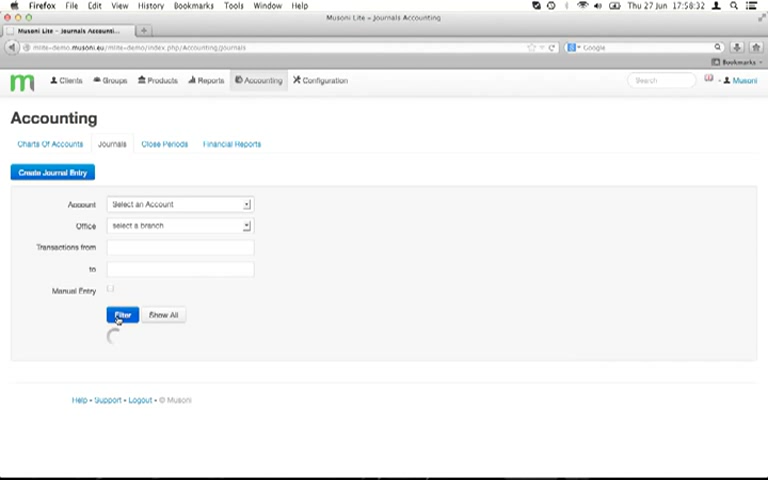 Firefox File Edit View History Bookmarks Tools Window Help Thu 27 Jun 17:58:32
Musoni Lite - Journals Accounting
Musoni Lite - Journals Accounti...
mlite-demo.musoni.eu/mlite-demo/index.php/Accounting/journals Google
Bookmarks
m Clients Groups Products Reports Accounting Configuration Search Musoni
Accounting
Charts Of Accounts Journals Close Periods Financial Reports
Create Journal Entry
Account Select an Account
Office select a branch
Transactions from
to
Manual Entry
Filter Show All
Help • Support • Logout • © Musoni